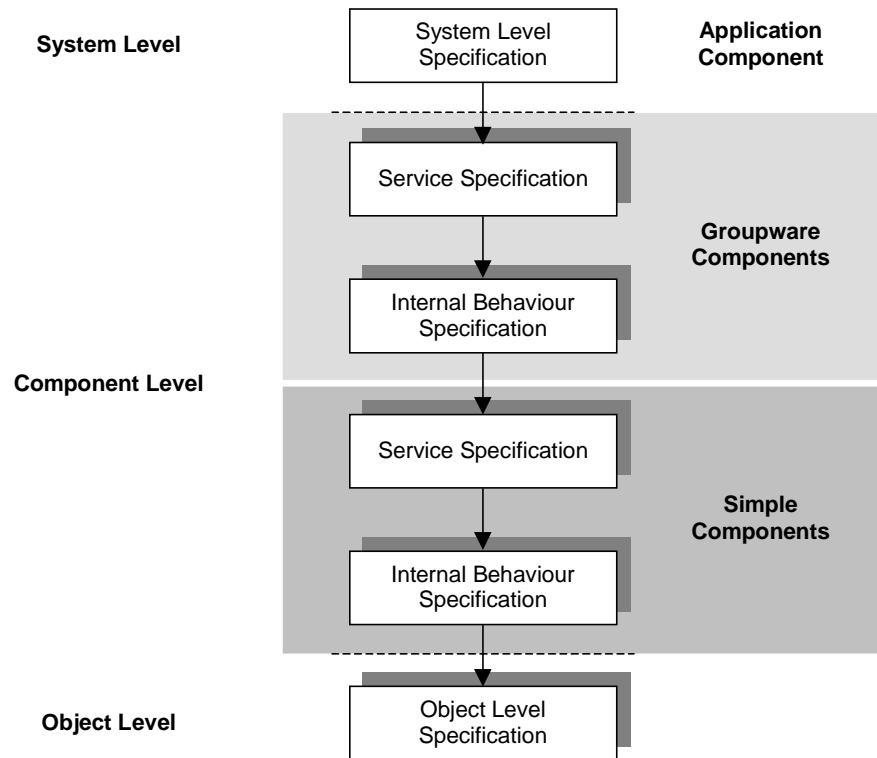 System Level
System Level
Specification
Application
Component
Service Specification
Groupware
Components
Internal Behaviour
Specification
Component Level
Service Specification
Simple
Components
Internal Behaviour
Specification
Object Level
Object Level
Specification